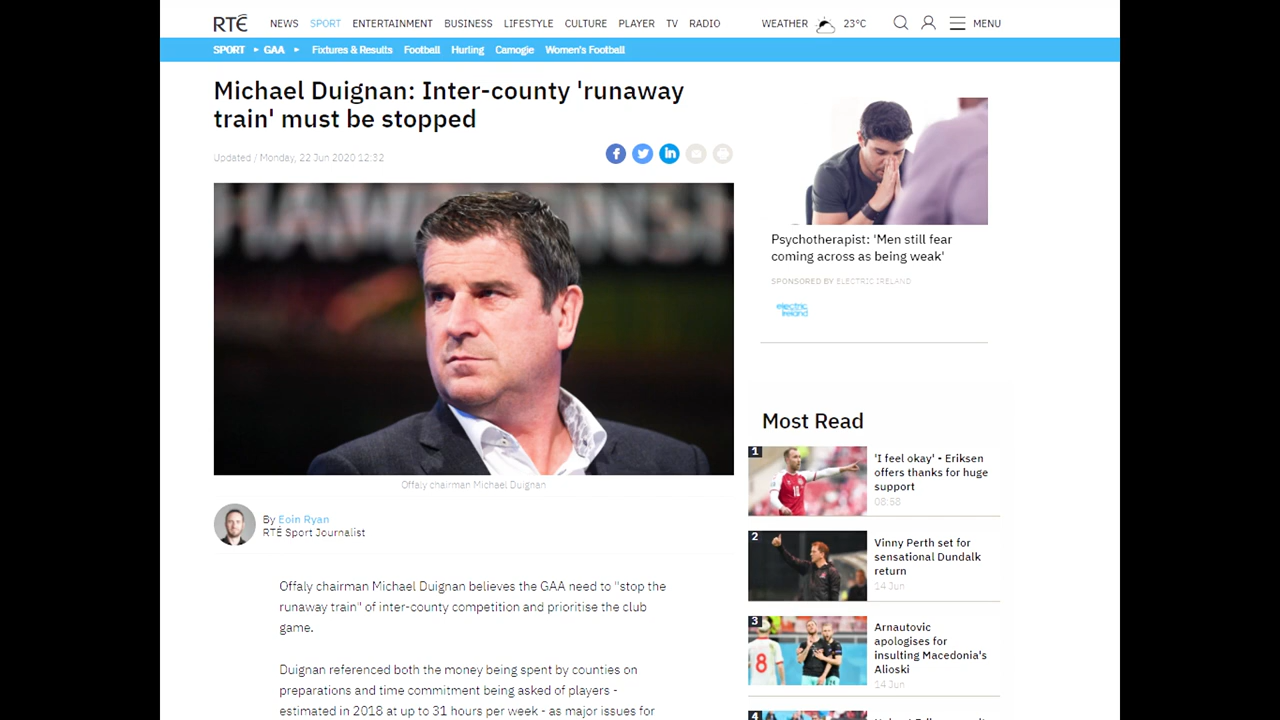 RTÉ NEWS SPORT ENTERTAINMENT BUSINESS LIFESTYLE CULTURE PLAYER TV RADIO WEATHER 23°C MENU
SPORT GAA Fixtures & Results Football Hurling Camogie Women's Football
Michael Duignan: Inter-county 'runaway
train' must be stopped
Updated / Monday, 22 Jun 2020 12:32
Offaly chairman Michael Duignan
By Eoin Ryan
RTÉ Sport Journalist
Offaly chairman Michael Duignan believes the GAA need to "stop the
runaway train" of inter-county competition and prioritise the club
game.
Duignan referenced both the money being spent by counties on
preparations and time commitment being asked of players -
estimated in 2018 at up to 31 hours per week - as major issues for
Psychotherapist: 'Men still fear
coming across as being weak'
SPONSORED BY ELECTRIC IRELAND
electric
Ireland
Most Read
1
'I feel okay' • Eriksen
offers thanks for huge
support
08:58
2
Vinny Perth set for
sensational Dundalk
return
14 Jun
3
Arnautovic
apologises for
insulting Macedonia's
Alioski
14 Jun
4